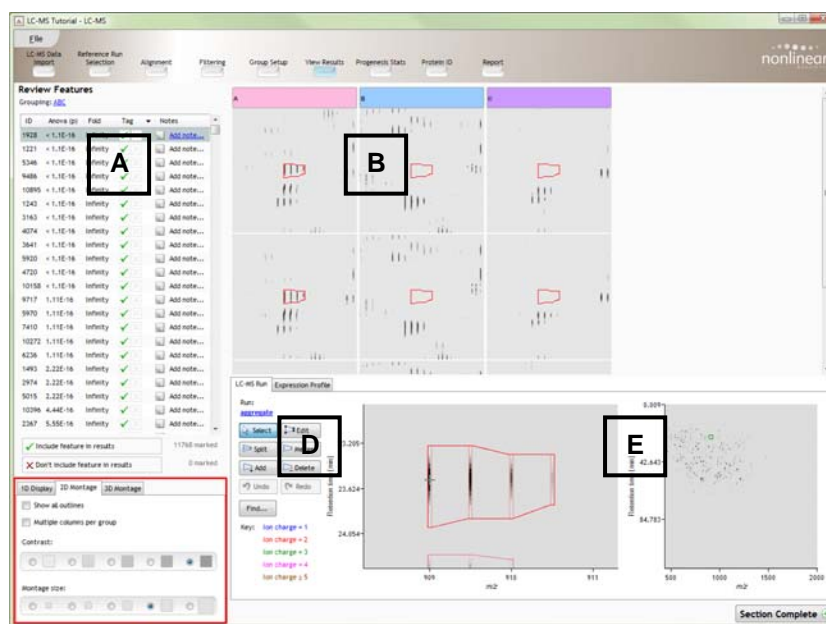 LC-MS Tutorial - LC-MS
File
LC-MS Data Import
Reference Run Selection
Alignment
Filtering
Group Setup
View Results
Progenesis Stats
Protein ID
Report
nonlinear
Review Features
Grouping: ABC
ID Anova (p) Fold Tag Notes
1928 < 1.1E-16 Infinity Add note...
1221 < 1.1E-16 Infinity Add note...
5346 < 1.1E-16 Infinity Add note...
9486 < 1.1E-16 Infinity Add note...
10895 < 1.1E-16 Infinity Add note...
1243 < 1.1E-16 Infinity Add note...
3163 < 1.1E-16 Infinity Add note...
4074 < 1.1E-16 Infinity Add note...
3641 < 1.1E-16 Infinity Add note...
5920 < 1.1E-16 Infinity Add note...
4720 < 1.1E-16 Infinity Add note...
10158 < 1.1E-16 Infinity Add note...
9717 1.11E-16 Infinity Add note...
5970 1.11E-16 Infinity Add note...
7410 1.11E-16 Infinity Add note...
10272 1.11E-16 Infinity Add note...
6236 1.11E-16 Infinity Add note...
1493 2.22E-16 Infinity Add note...
2974 2.22E-16 Infinity Add note...
5015 2.22E-16 Infinity Add note...
10396 4.44E-16 Infinity Add note...
2367 5.55E-16 Infinity Add note...
A
B
A
B
Include feature in results 11768 marked
Don't include feature in results 0 marked
1D Display 2D Montage 3D Montage
Show all outlines
Multiple columns per group
Contrast:
Montage size:
LC-MS Run Expression Profile
Run:
aggregate
Select Edit
Split
Add Delete
Undo Redo
Find...
Key: Ion charge = 1
Ion charge = 2
Ion charge = 3
Ion charge = 4
Ion charge ≥ 5
D
Retention time (min)
23.624
24.054
909 910 911
m/z
E
Retention time (min)
42.643
84.783
500 1000 1500 2000
m/z
Section Complete